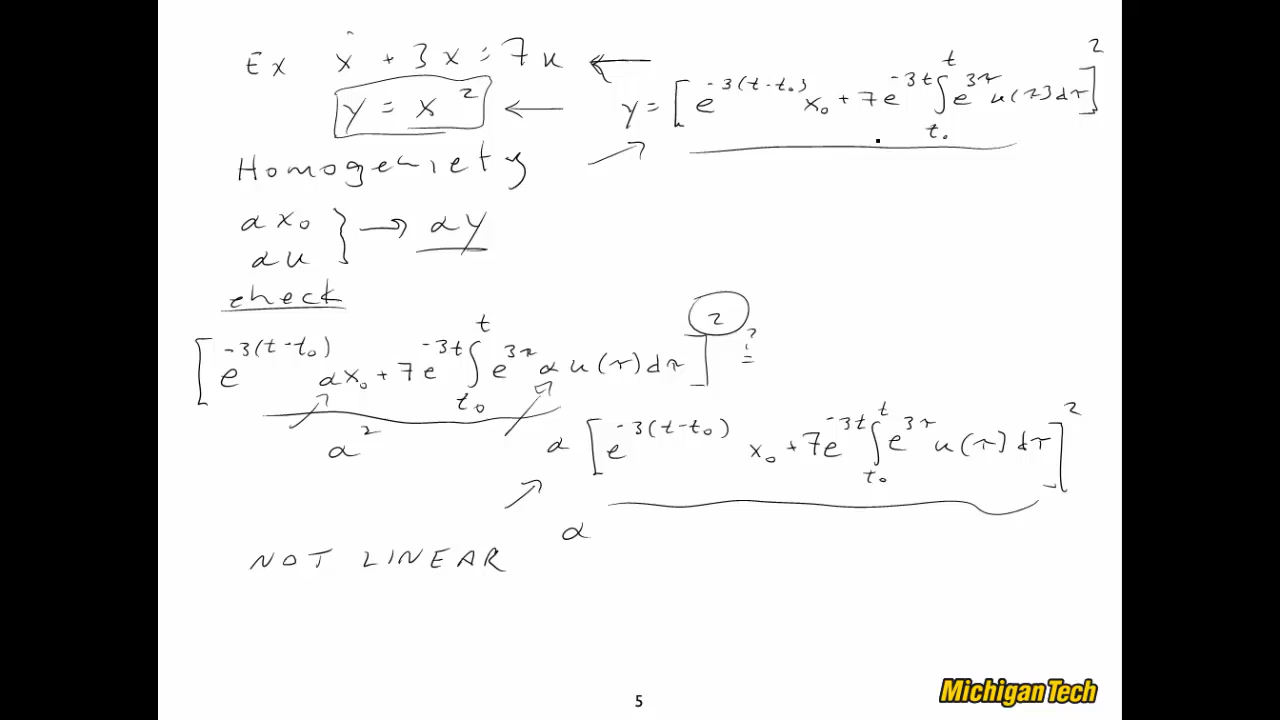 Ex ẋ + 3x = 7u ←
y = x² ← y = [e^{-3(t-t₀)} x₀ + 7e^{-3t} ∫_{t₀}^{t} e^{3τ} u(τ) dτ]²
Homogeniety
αx₀ } → αy
αu
check
[e^{-3(t-t₀)} αx₀ + 7e^{-3t} ∫_{t₀}^{t} e^{3τ} α u(τ) dτ]² ≟
α²
α [e^{-3(t-t₀)} x₀ + 7e^{-3t} ∫_{t₀}^{t} e^{3τ} u(τ) dτ]²
α
NOT LINEAR
5
Michigan Tech